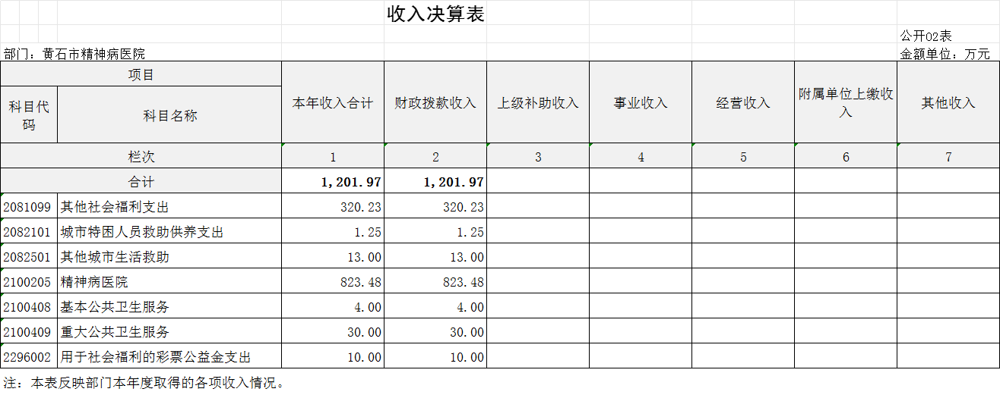 收入决算表
公开02表
部门：黄石市精神病医院 金额单位：万元
项目 本年收入合计 财政拨款收入 上级补助收入 事业收入 经营收入 附属单位上缴收入 其他收入
科目代码 科目名称
栏次 1 2 3 4 5 6 7
合计 1,201.97 1,201.97
2081099 其他社会福利支出 320.23 320.23
2082101 城市特困人员救助供养支出 1.25 1.25
2082501 其他城市生活救助 13.00 13.00
2100205 精神病医院 823.48 823.48
2100408 基本公共卫生服务 4.00 4.00
2100409 重大公共卫生服务 30.00 30.00
2296002 用于社会福利的彩票公益金支出 10.00 10.00
注：本表反映部门本年度取得的各项收入情况。